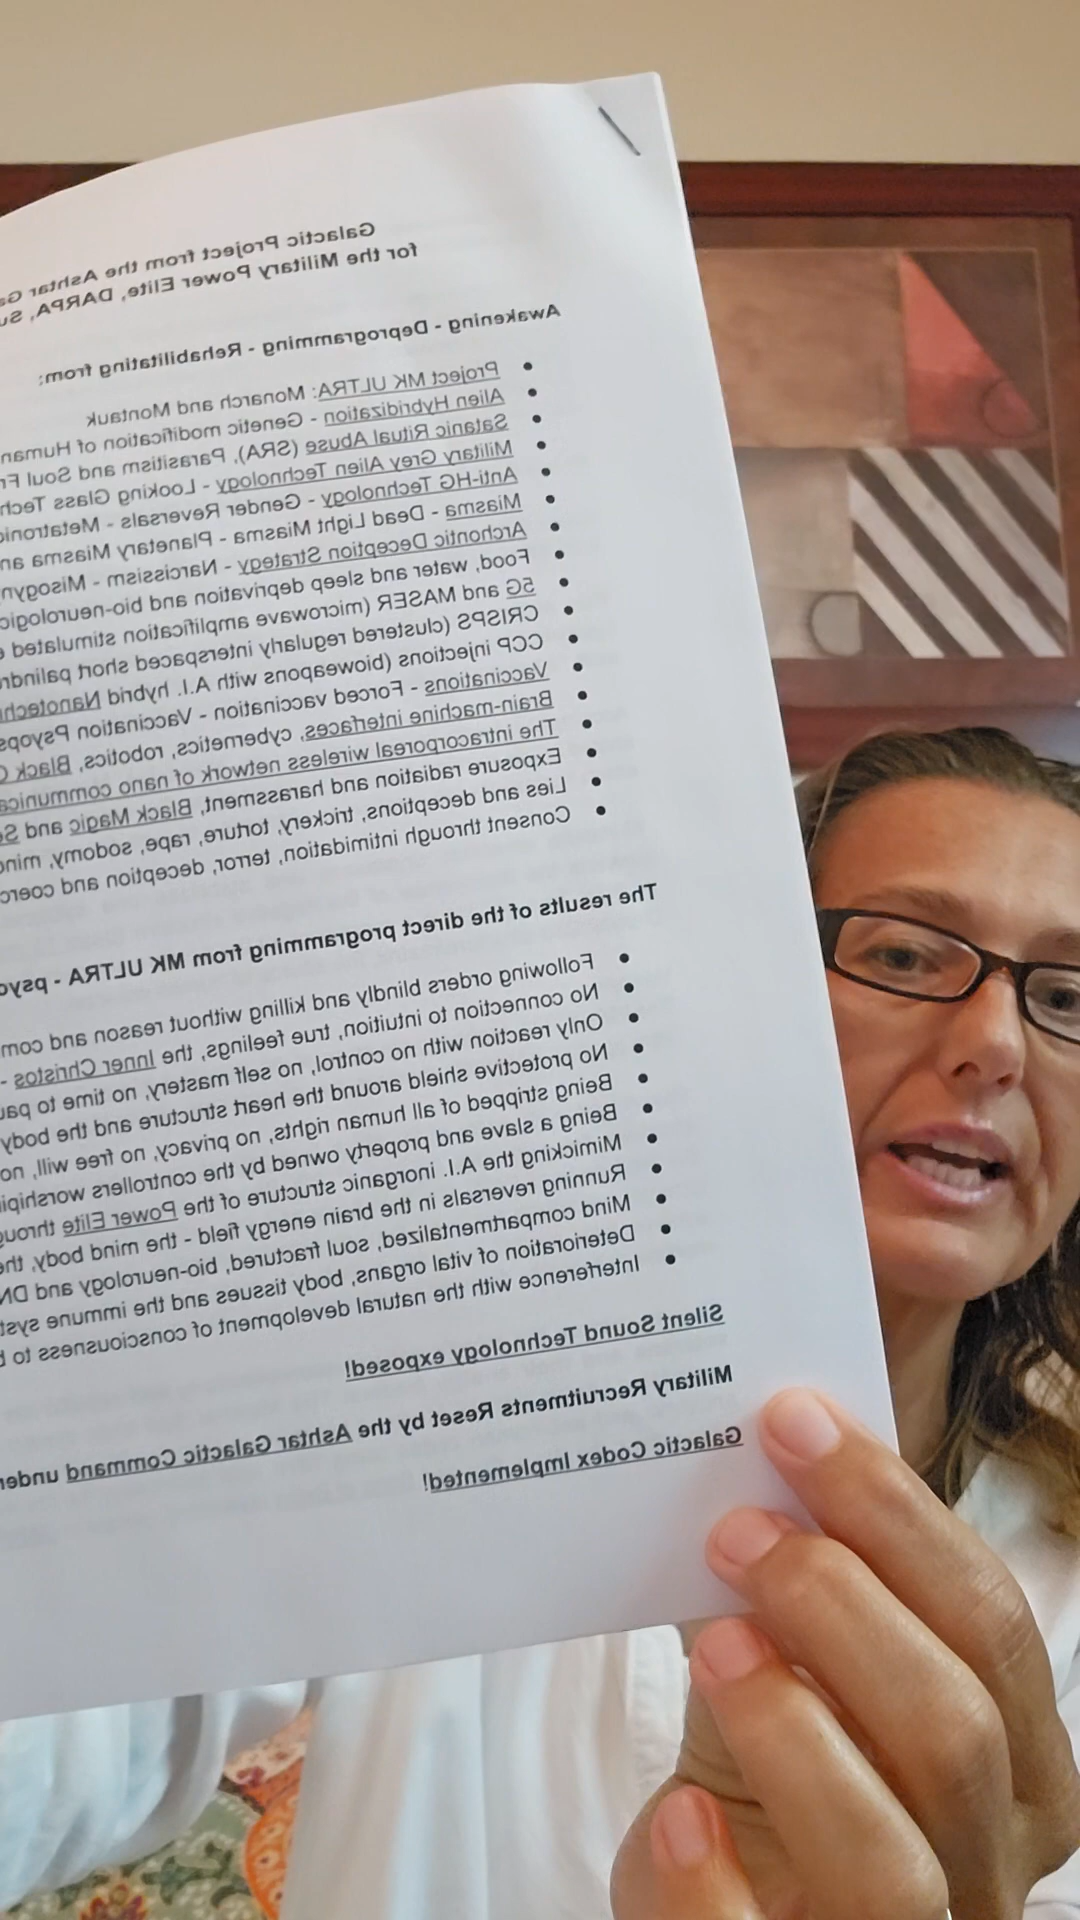 Galactic Project from the Ashtar
for the Military Power Elite, DARPA,
Awakening - Deprogramming - Rehabilitating from:
• Project MK ULTRA: Monarch and Montauk
• Alien Hybridization - Genetic modification of
• Satanic Ritual Abuse (SRA), Parasitism and Soul
• Military Grey Alien Technology - Looking Glass
• Anti-HG Technology - Gender Reversals -
• Miasma - Dead Light Miasma - Planetary Miasma
• Archontic Deception Strategy - Narcissism -
• Food, water and sleep deprivation and
• 5G and MASER (microwave amplification stimulated
• CRISPS (clustered regularly interspaced short
• CCP injections (bioweapons with A.I. hybrid
• Vaccinations - Forced vaccination - Vaccination Psyops
• Brain-machine interfaces, cybernetics, robotics, Black
• The intracorporeal wireless network of nano
• Exposure radiation and harassment, Black Magic and
• Lies and deceptions, trickery, torture, rape, sodomy,
• Consent through intimidation, terror, deception and
The results of the direct programming from MK ULTRA -
• Following orders blindly and killing without reason and
• No connection to intuition, true feelings, the Inner Christos -
• Only reaction with no control, no self mastery, no time to
• No protective shield around the heart structure and the body
• Being stripped of all human rights, no privacy, no free will,
• Being a slave and property owned by the controllers
• Mimicking the A.I. inorganic structure of the Power Elite
• Running reversals in the brain energy field - the mind body,
• Mind compartmentalized, soul fractured, bio-neurology and
• Deterioration of vital organs, body tissues and the immune
• Interference with the natural development of consciousness to
Silent Sound Technology exposed!
Military Recruitments Reset by the Ashtar Galactic Command
Galactic Codex Implemented!